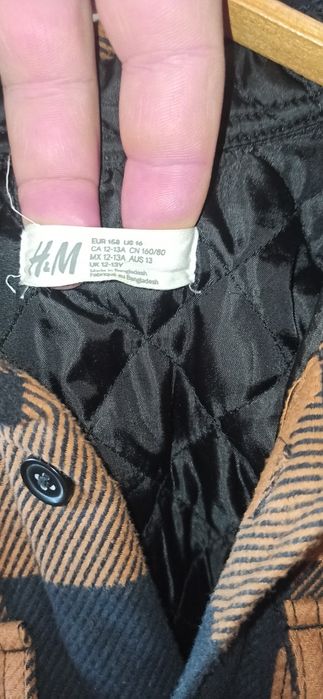 H&M
EUR 158 US 16
CA 12-13A CN 160/80
MX 12-13A AUS 13
UK 12-13Y
Made in Bangladesh
Fabriqué au Bangladesh